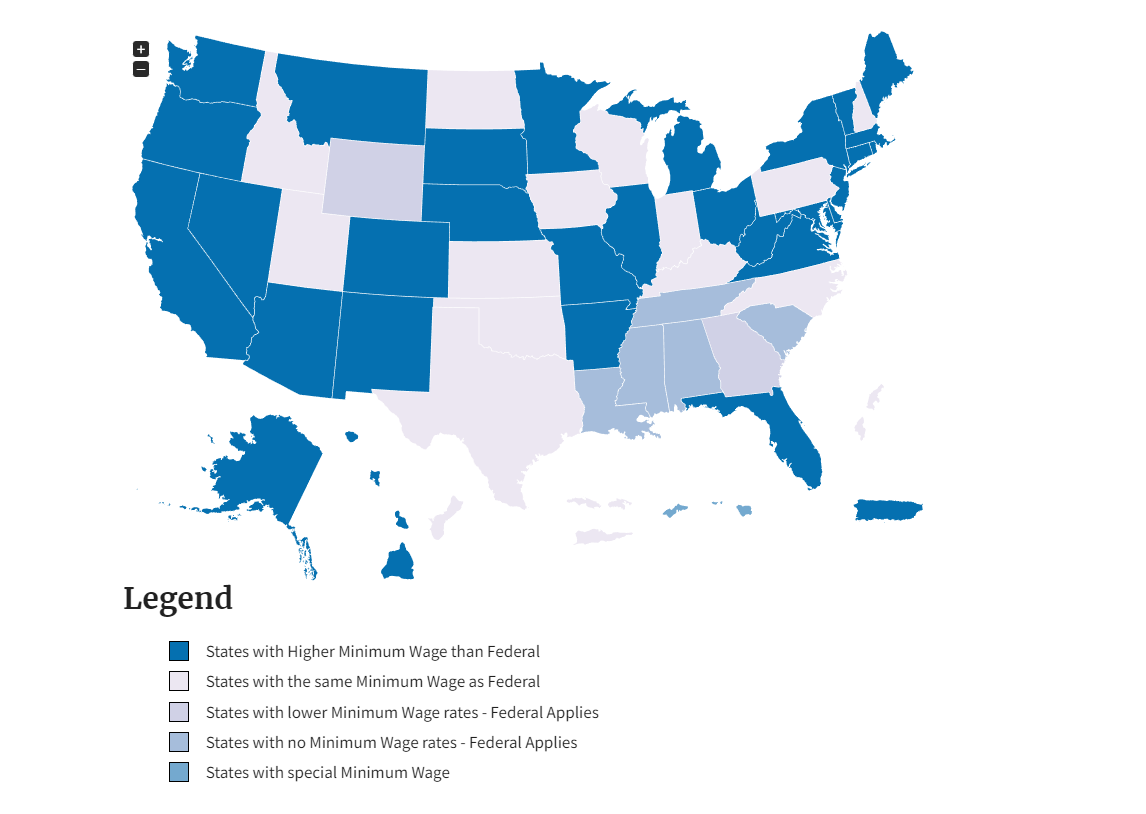 +
−
Legend
States with Higher Minimum Wage than Federal
States with the same Minimum Wage as Federal
States with lower Minimum Wage rates - Federal Applies
States with no Minimum Wage rates - Federal Applies
States with special Minimum Wage